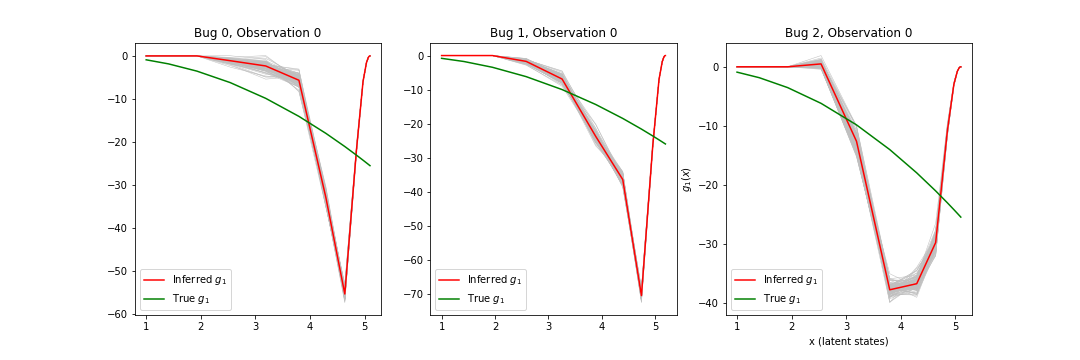 Bug 0, Observation 0
0
−10
−20
−30
−40
−50
−60
1 2 3 4 5
Inferred g₁
True g₁
Bug 1, Observation 0
0
−10
−20
−30
−40
−50
−60
−70
1 2 3 4 5
Inferred g₁
True g₁
Bug 2, Observation 0
g₁(x)
0
−10
−20
−30
−40
1 2 3 4 5
x (latent states)
Inferred g₁
True g₁